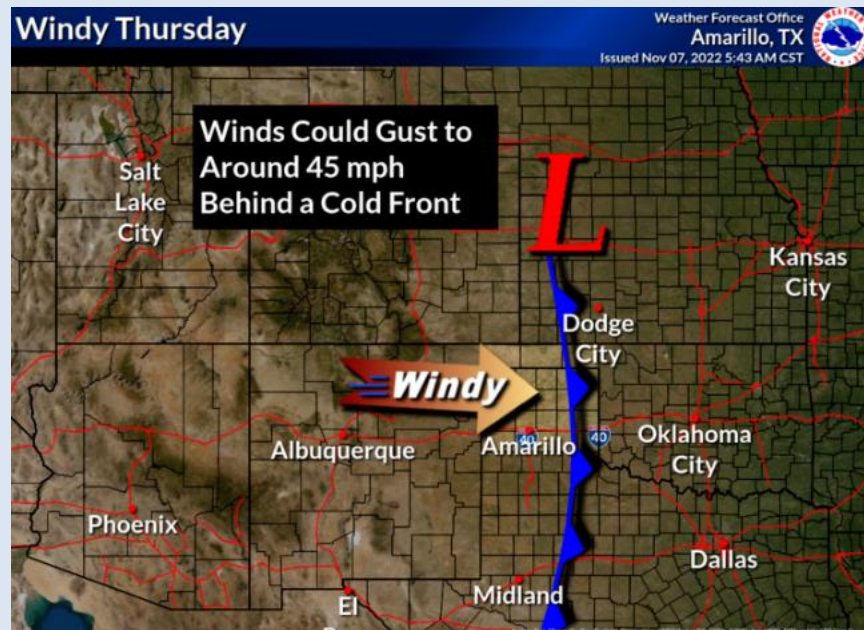 Windy Thursday
Weather Forecast Office
Amarillo, TX
Issued Nov 07, 2022 5:43 AM CST
Winds Could Gust to
Around 45 mph
Behind a Cold Front
L
Salt
Lake
City
Kansas
City
Dodge
City
Windy
Albuquerque
40
Amarillo
40
Oklahoma
City
Phoenix
Dallas
Midland
El